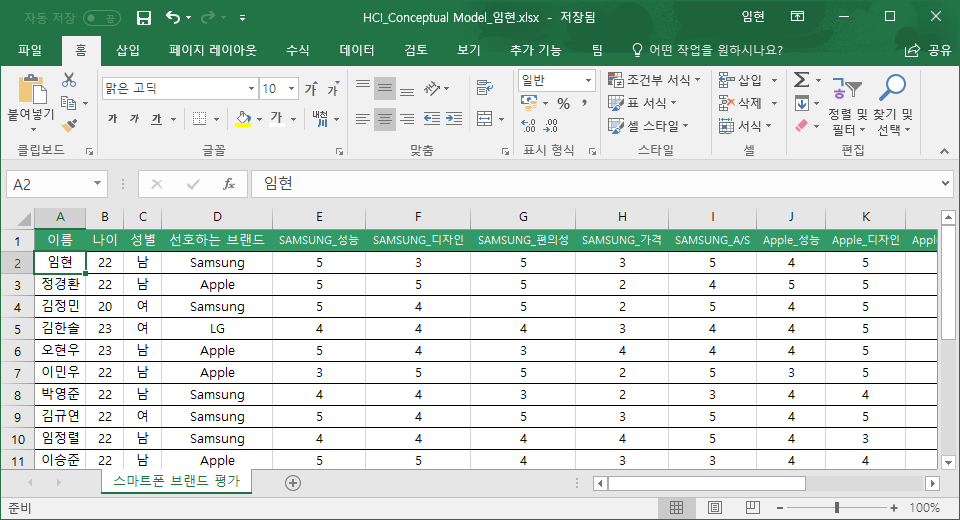 자동 저장 끔 HCI_Conceptual Model_임현.xlsx - 저장됨 임현
파일 홈 삽입 페이지 레이아웃 수식 데이터 검토 보기 추가 기능 팀 어떤 작업을 원하시나요? 공유
붙여넣기
클립보드
맑은 고딕 10 가 가
가 가 가 가 내천
글꼴
맞춤
일반
% ,
표시 형식
조건부 서식
표 서식
셀 스타일
스타일
삽입
삭제
서식
셀
정렬 및 필터
찾기 및 선택
편집
A2 fx 임현
A B C D E F G H I J K
1 이름 나이 성별 선호하는 브랜드 SAMSUNG_성능 SAMSUNG_디자인 SAMSUNG_편의성 SAMSUNG_가격 SAMSUNG_A/S Apple_성능 Apple_디자인 Appl
2 임현 22 남 Samsung 5 3 5 3 5 4 5
3 정경환 22 남 Apple 5 5 5 2 4 5 5
4 김정민 20 여 Samsung 5 4 5 2 5 4 5
5 김한솔 23 여 LG 4 4 4 3 4 4 5
6 오현우 23 남 Apple 5 4 3 4 4 4 5
7 이민우 22 남 Apple 3 5 5 2 5 3 5
8 박영준 22 남 Samsung 4 4 3 2 3 4 4
9 김규연 22 여 Samsung 5 4 5 3 5 4 5
10 임정렬 22 남 Samsung 4 4 4 4 5 4 3
11 이승준 22 남 Apple 5 5 4 3 3 4 4
스마트폰 브랜드 평가
준비 100%